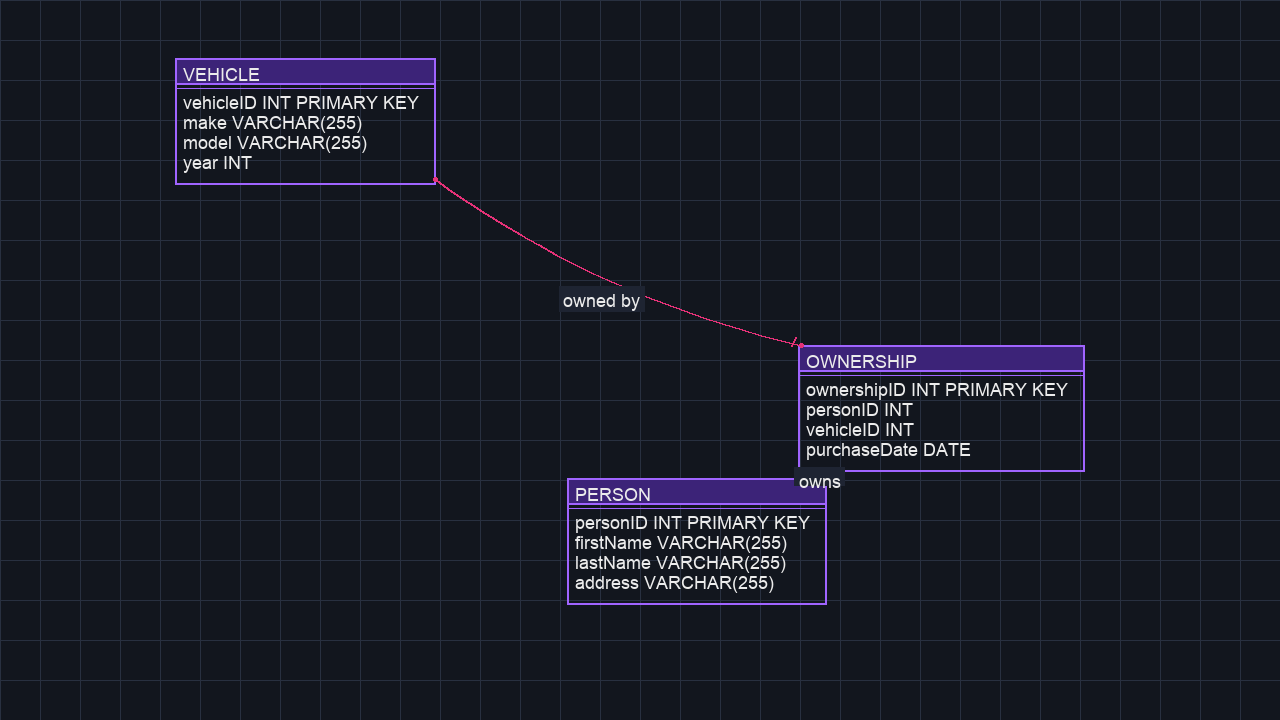 VEHICLE
vehicleID INT PRIMARY KEY
make VARCHAR(255)
model VARCHAR(255)
year INT
owned by
OWNERSHIP
ownershipID INT PRIMARY KEY
personID INT
vehicleID INT
purchaseDate DATE
owns
PERSON
personID INT PRIMARY KEY
firstName VARCHAR(255)
lastName VARCHAR(255)
address VARCHAR(255)